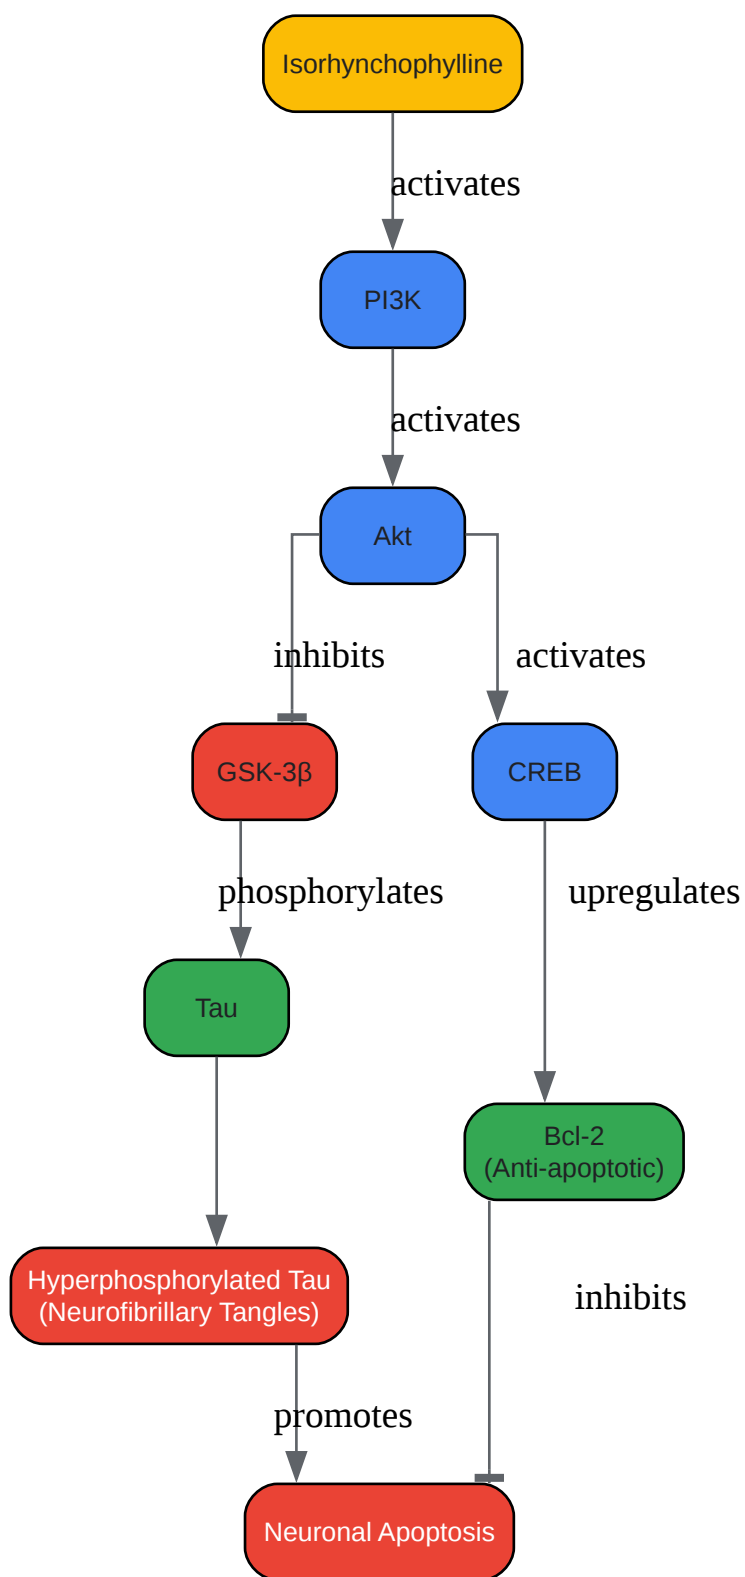 Isorhynchophylline
activates
PI3K
activates
Akt
inhibits
activates
GSK-3β
CREB
phosphorylates
upregulates
Tau
Bcl-2
(Anti-apoptotic)
Hyperphosphorylated Tau
(Neurofibrillary Tangles)
inhibits
promotes
Neuronal Apoptosis